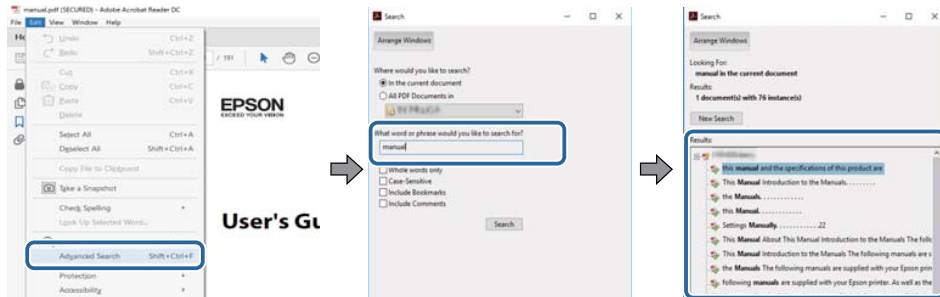 manual.pdf (SECURED) - Adobe Acrobat Reader DC
File Edit View Window Help
Undo Ctrl+Z
Redo Shift+Ctrl+Z
Cut Ctrl+X
Copy Ctrl+C
Paste Ctrl+V
Delete
Select All Ctrl+A
Deselect All Shift+Ctrl+A
Copy File to Clipboard
Take a Snapshot
Check Spelling
Look Up Selected Word...
Advanced Search Shift+Ctrl+F
Protection
Accessibility
/ 191
EPSON
EXCEED YOUR VISION
User's Gu
Search
Arrange Windows
Where would you like to search?
In the current document
All PDF Documents in
What word or phrase would you like to search for?
manual
Whole words only
Case-Sensitive
Include Bookmarks
Include Comments
Search
Search
Arrange Windows
Looking For:
manual in the current document
Results:
1 document(s) with 76 instance(s)
New Search
Results:
this manual and the specifications of this product are
This Manual Introduction to the Manuals.........
the Manuals............
this Manual............
Settings Manually............22
This Manual About This Manual Introduction to the Manuals The follo
This Manual Introduction to the Manuals The following manuals are s
the Manuals The following manuals are supplied with your Epson prin
following manuals are supplied with your Epson printer. As well as the